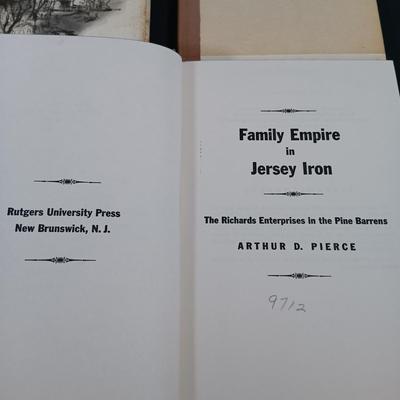 Rutgers University Press
New Brunswick, N. J.
Family Empire
in
Jersey Iron
The Richards Enterprises in the Pine Barrens
ARTHUR D. PIERCE
9712